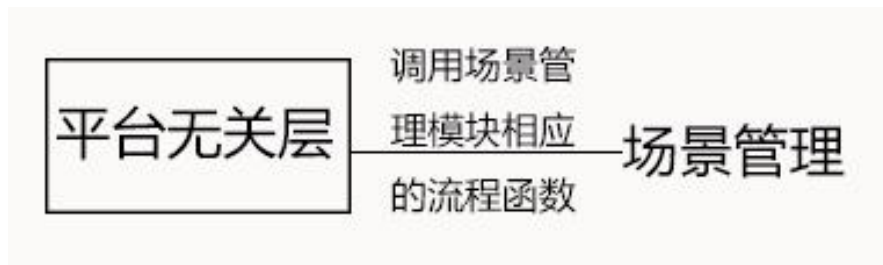 平台无关层
调用场景管
理模块相应
的流程函数
场景管理